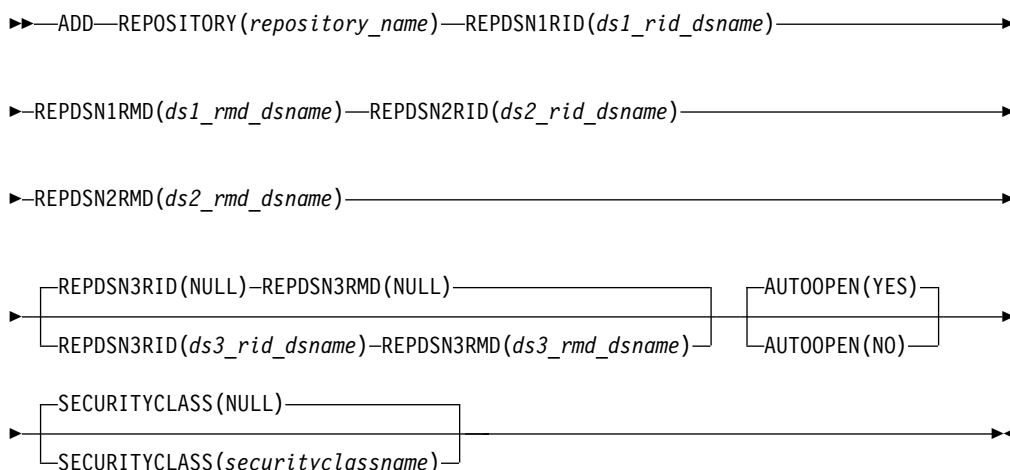 ADD REPOSITORY(repository_name) REPDSN1RID(ds1_rid_dsname)
REPDSN1RMD(ds1_rmd_dsname) REPDSN2RID(ds2_rid_dsname)
REPDSN2RMD(ds2_rmd_dsname)
REPDSN3RID(NULL) REPDSN3RMD(NULL) AUTOOPEN(YES)
REPDSN3RID(ds3_rid_dsname) REPDSN3RMD(ds3_rmd_dsname) AUTOOPEN(NO)
SECURITYCLASS(NULL)
SECURITYCLASS(securityclassname)